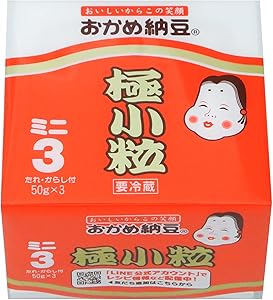 おいしいからこの笑顔
おかめ納豆®
極小粒
ミニ
3
たれ・からし付
50g×3
要冷蔵
おいしいからこの笑顔
おかめ納豆®
極小粒
ミニ
3
たれ・からし付
50g×3
「LINE公式アカウント」で
レシピ情報など配信中！